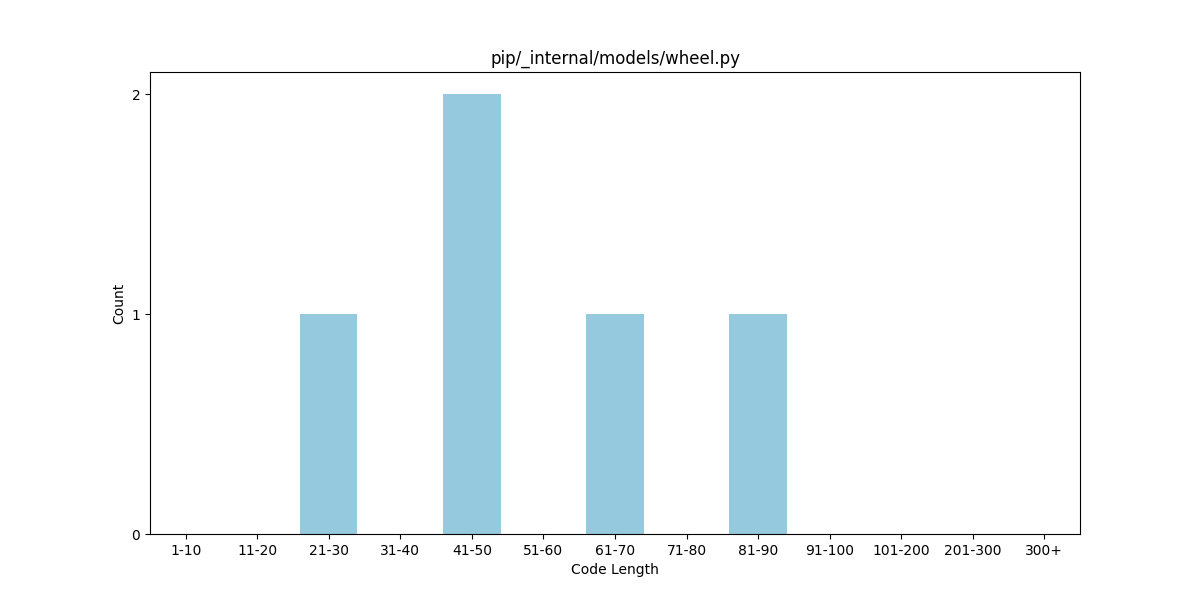 pip/_internal/models/wheel.py
2
1
0
Count
1-10 11-20 21-30 31-40 41-50 51-60 61-70 71-80 81-90 91-100 101-200 201-300 300+
Code Length